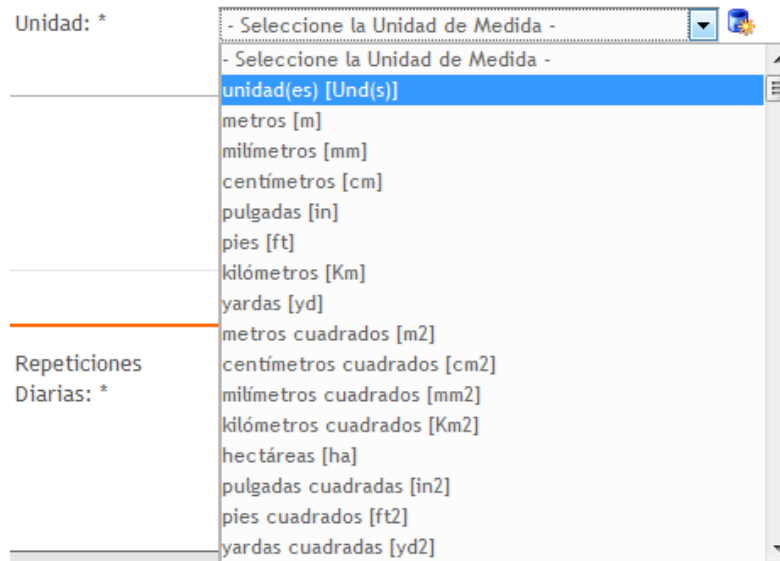 Unidad: *
- Seleccione la Unidad de Medida -
- Seleccione la Unidad de Medida -
unidad(es) [Und(s)]
metros [m]
milímetros [mm]
centímetros [cm]
pulgadas [in]
pies [ft]
kilómetros [Km]
yardas [yd]
metros cuadrados [m2]
Repeticiones
Diarias: *
centímetros cuadrados [cm2]
milímetros cuadrados [mm2]
kilómetros cuadrados [Km2]
hectáreas [ha]
pulgadas cuadradas [in2]
pies cuadrados [ft2]
yardas cuadradas [yd2]